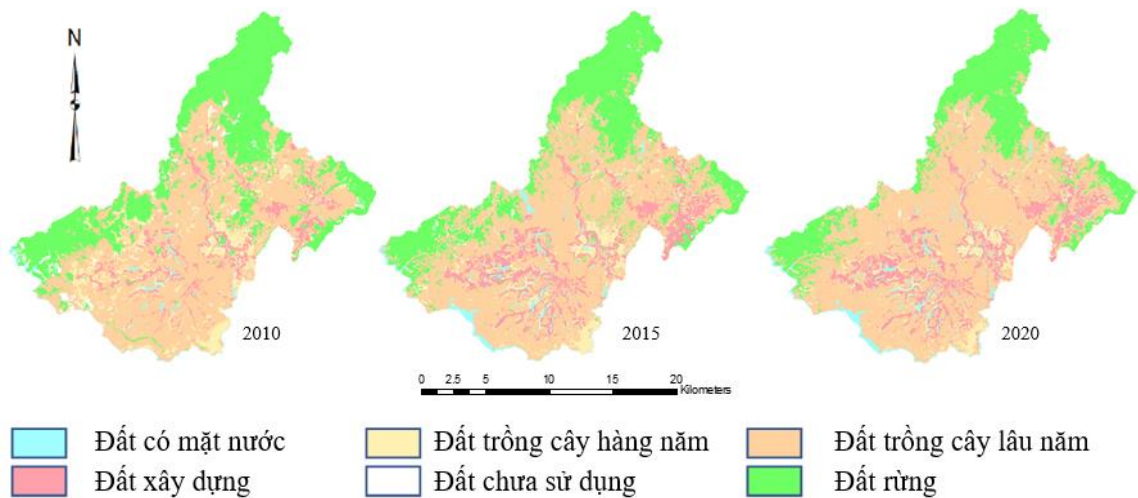 N
2010
2015
2020
0 2.5 5 10 15 20
Kilometers
Đất có mặt nước
Đất trồng cây hàng năm
Đất trồng cây lâu năm
Đất xây dựng
Đất chưa sử dụng
Đất rừng